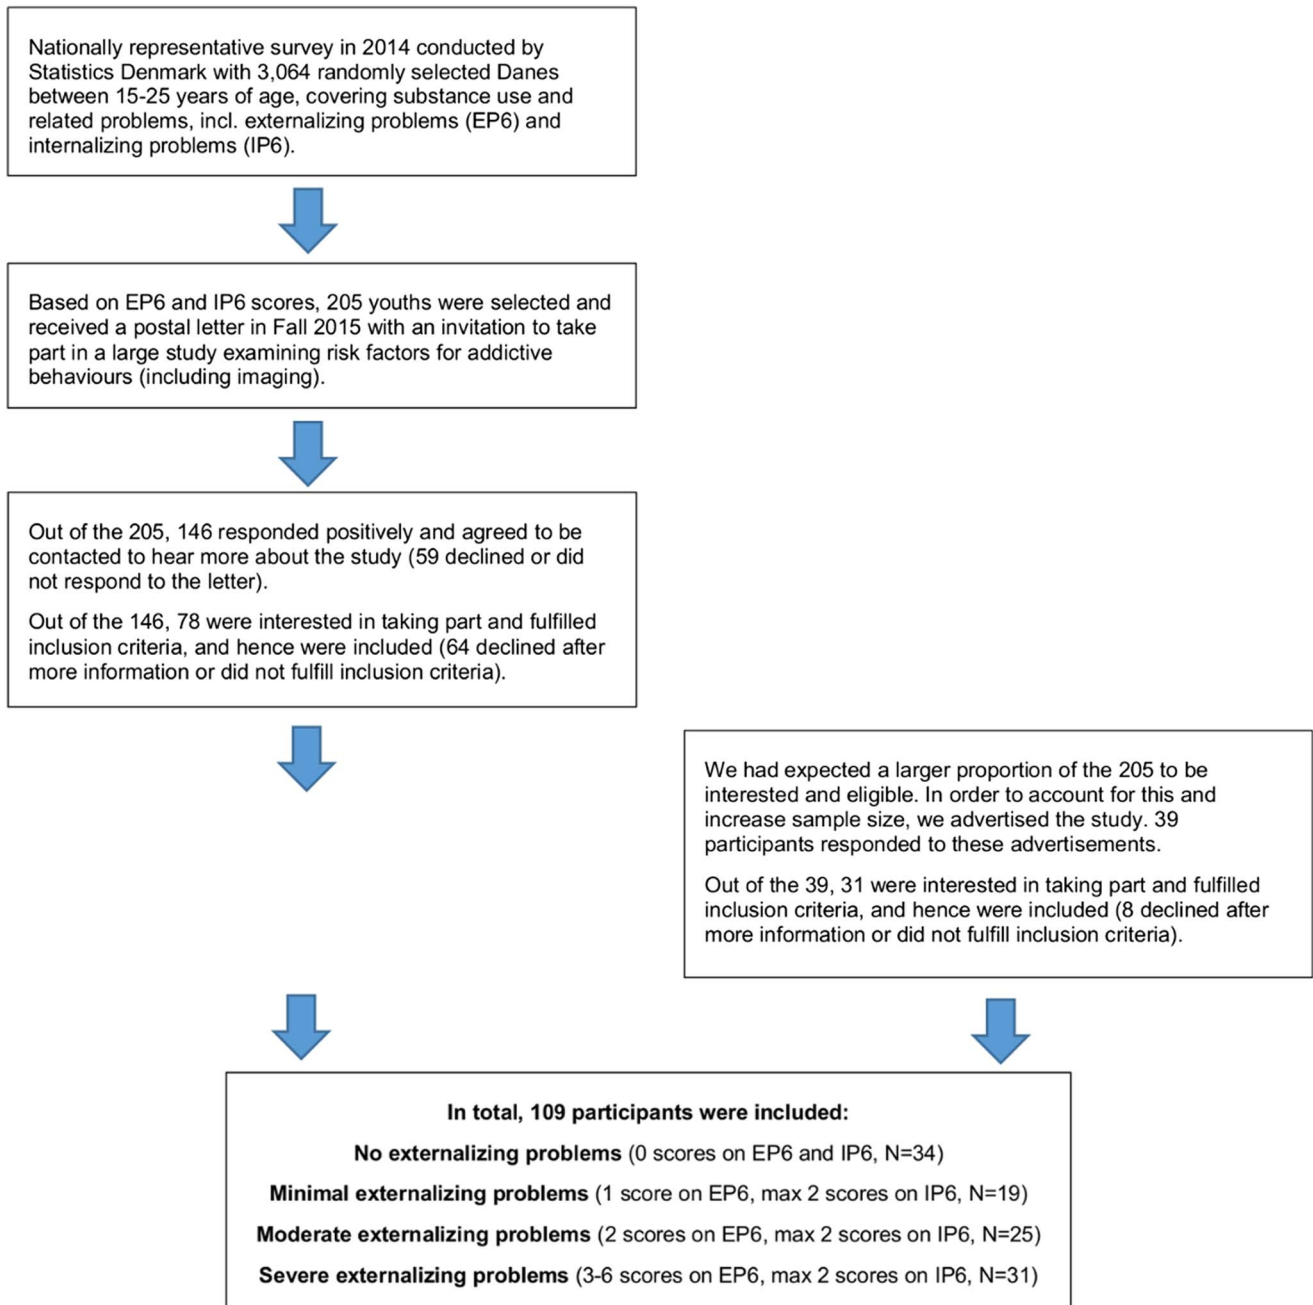 Nationally representative survey in 2014 conducted by
Statistics Denmark with 3,064 randomly selected Danes
between 15-25 years of age, covering substance use and
related problems, incl. externalizing problems (EP6) and
internalizing problems (IP6).
Based on EP6 and IP6 scores, 205 youths were selected and
received a postal letter in Fall 2015 with an invitation to take
part in a large study examining risk factors for addictive
behaviours (including imaging).
Out of the 205, 146 responded positively and agreed to be
contacted to hear more about the study (59 declined or did
not respond to the letter).
Out of the 146, 78 were interested in taking part and fulfilled
inclusion criteria, and hence were included (64 declined after
more information or did not fulfill inclusion criteria).
We had expected a larger proportion of the 205 to be
interested and eligible. In order to account for this and
increase sample size, we advertised the study. 39
participants responded to these advertisements.
Out of the 39, 31 were interested in taking part and fulfilled
inclusion criteria, and hence were included (8 declined after
more information or did not fulfill inclusion criteria).
In total, 109 participants were included:
No externalizing problems (0 scores on EP6 and IP6, N=34)
Minimal externalizing problems (1 score on EP6, max 2 scores on IP6, N=19)
Moderate externalizing problems (2 scores on EP6, max 2 scores on IP6, N=25)
Severe externalizing problems (3-6 scores on EP6, max 2 scores on IP6, N=31)